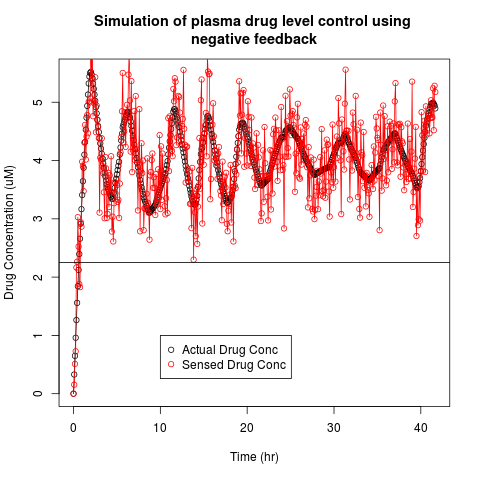 Simulation of plasma drug level control using
negative feedback
Drug Concentration (uM)
5
4
3
2
1
0
Actual Drug Conc
Sensed Drug Conc
0 10 20 30 40
Time (hr)